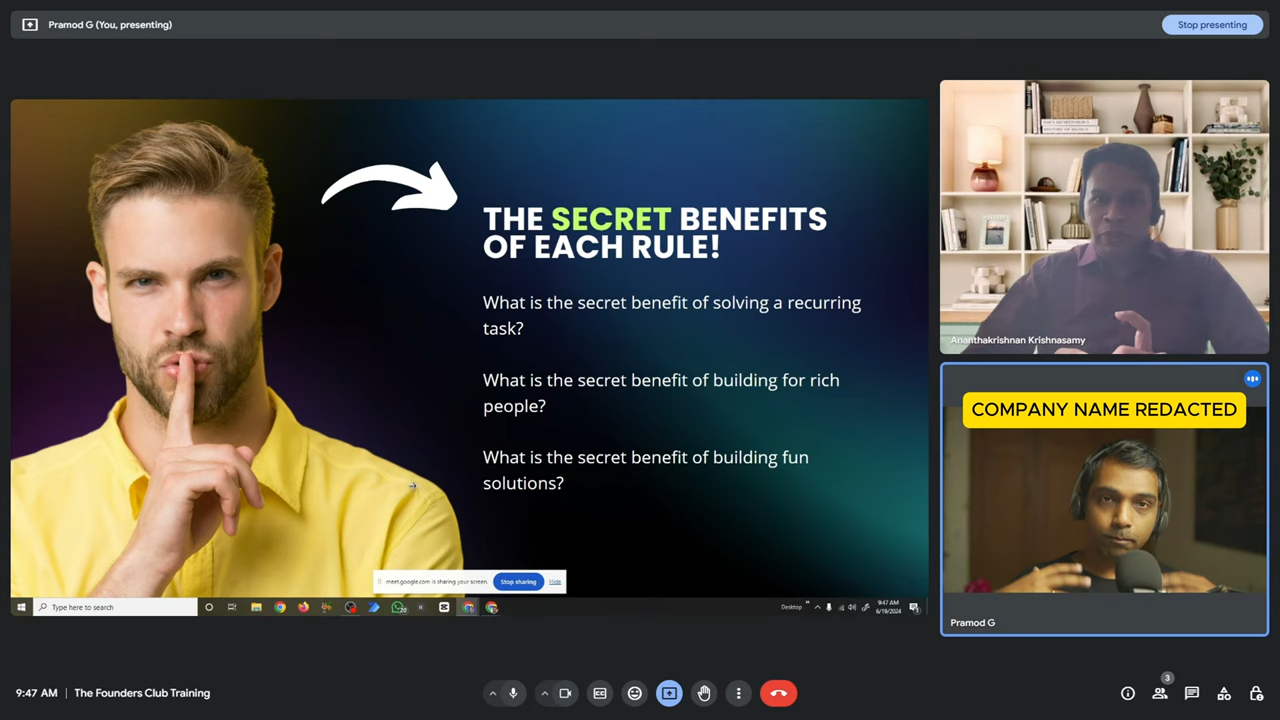 Pramod G (You, presenting)
Stop presenting
THE SECRET BENEFITS
OF EACH RULE!
What is the secret benefit of solving a recurring
task?
What is the secret benefit of building for rich
people?
What is the secret benefit of building fun
solutions?
Ananthakrishnan Krishnasamy
COMPANY NAME REDACTED
Pramod G
meet.google.com is sharing your screen.
Stop sharing
Hide
Type here to search
20
Desktop
9:47 AM
6/19/2024
9:47 AM
The Founders Club Training
3